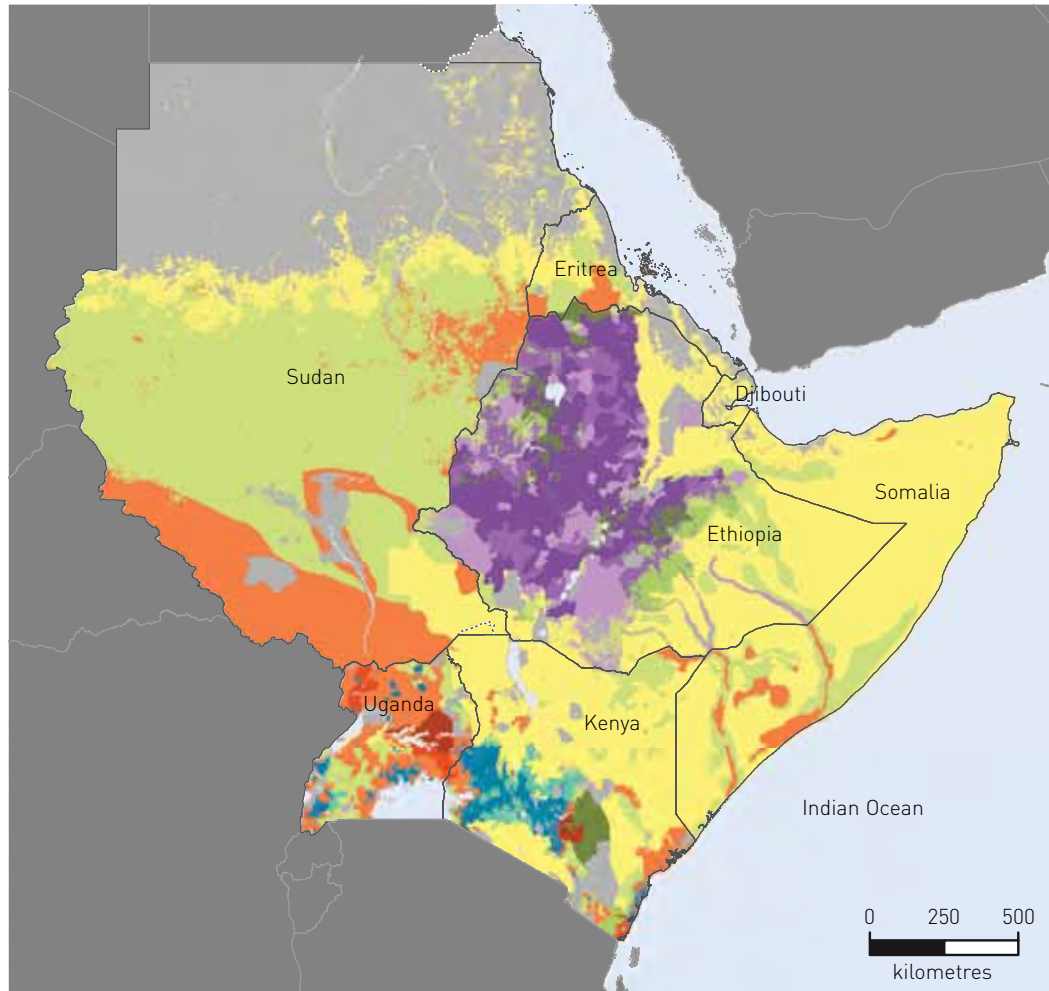 Eritrea
Sudan
Djibouti
Somalia
Ethiopia
Uganda
Kenya
Indian Ocean
0 250 500
kilometres